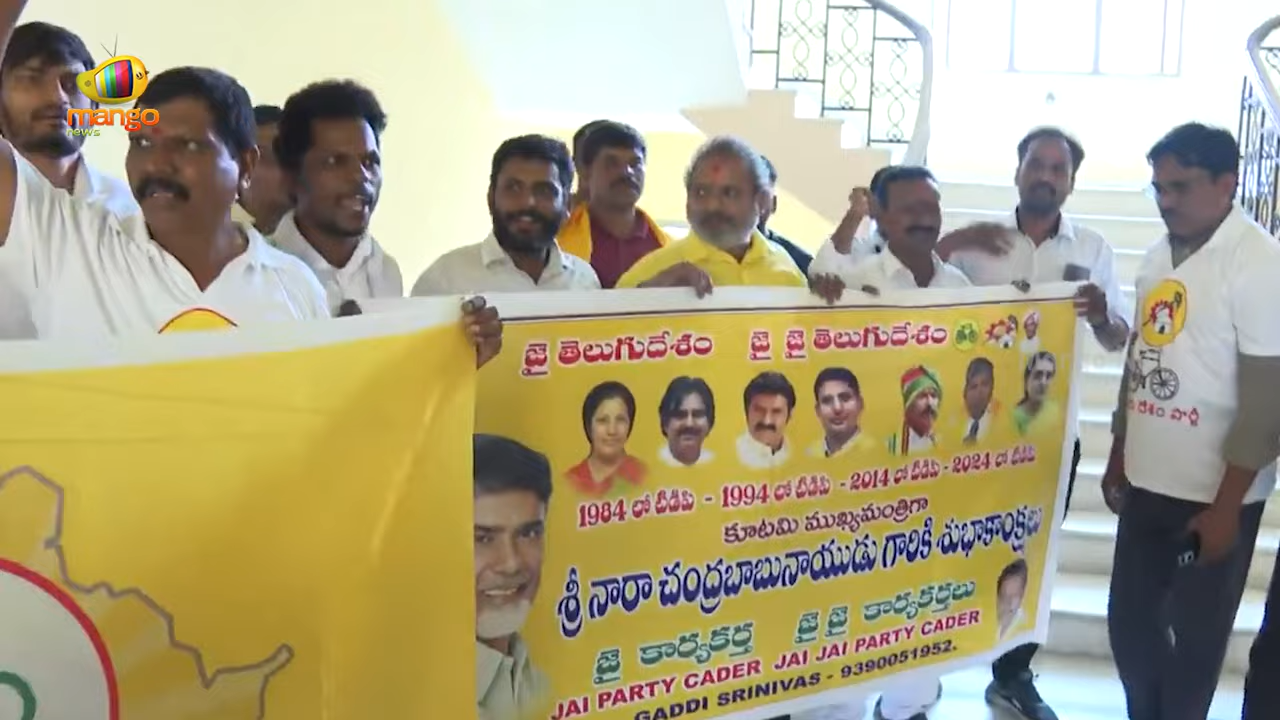 mango
news
జై తెలుగుదేశం జై జై తెలుగుదేశం
1984 లో టీడీపి - 1994 లో టీడిపి - 2014 లో టీడిపి - 2024 లో టీడిపి
కూటమి ముఖ్యమంత్రిగా
శ్రీ నారా చంద్రబాబునాయుడు గారికి శుభాకాంక్షలు
జై కార్యకర్త జై జై కార్యకర్తలు
JAI PARTY CADER JAI JAI PARTY CADER
GADDI SRINIVAS - 9390051952.
దేశం పార్టీ